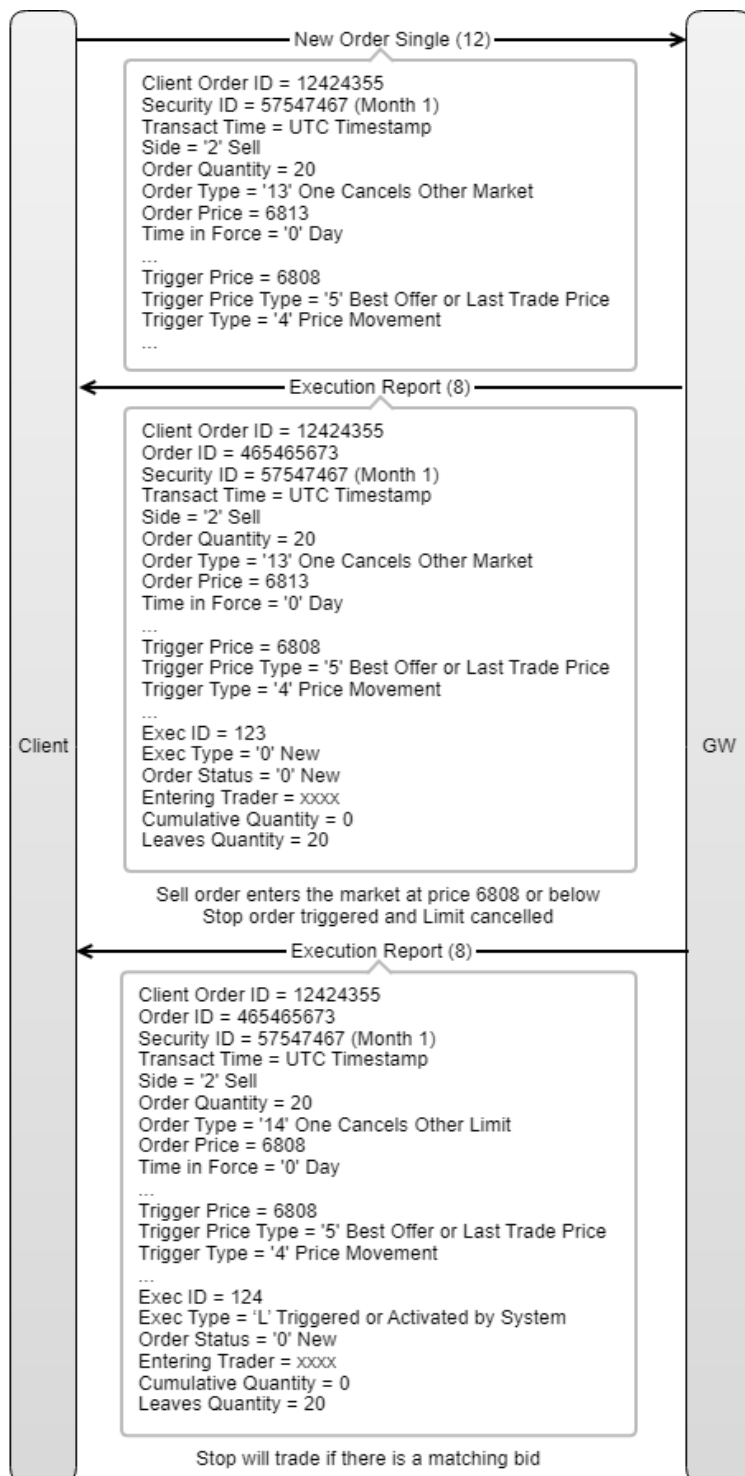 New Order Single (12)
Client Order ID = 12424355
Security ID = 57547467 (Month 1)
Transact Time = UTC Timestamp
Side = '2' Sell
Order Quantity = 20
Order Type = '13' One Cancels Other Market
Order Price = 6813
Time in Force = '0' Day
...
Trigger Price = 6808
Trigger Price Type = '5' Best Offer or Last Trade Price
Trigger Type = '4' Price Movement
...
Execution Report (8)
Client Order ID = 12424355
Order ID = 465465673
Security ID = 57547467 (Month 1)
Transact Time = UTC Timestamp
Side = '2' Sell
Order Quantity = 20
Order Type = '13' One Cancels Other Market
Order Price = 6813
Time in Force = '0' Day
...
Trigger Price = 6808
Trigger Price Type = '5' Best Offer or Last Trade Price
Trigger Type = '4' Price Movement
...
Exec ID = 123
Exec Type = '0' New
Order Status = '0' New
Entering Trader = xxxx
Cumulative Quantity = 0
Leaves Quantity = 20
Client
GW
Sell order enters the market at price 6808 or below
Stop order triggered and Limit cancelled
Execution Report (8)
Client Order ID = 12424355
Order ID = 465465673
Security ID = 57547467 (Month 1)
Transact Time = UTC Timestamp
Side = '2' Sell
Order Quantity = 20
Order Type = '14' One Cancels Other Limit
Order Price = 6808
Time in Force = '0' Day
...
Trigger Price = 6808
Trigger Price Type = '5' Best Offer or Last Trade Price
Trigger Type = '4' Price Movement
...
Exec ID = 124
Exec Type = ‘L’ Triggered or Activated by System
Order Status = '0' New
Entering Trader = xxxx
Cumulative Quantity = 0
Leaves Quantity = 20
Stop will trade if there is a matching bid